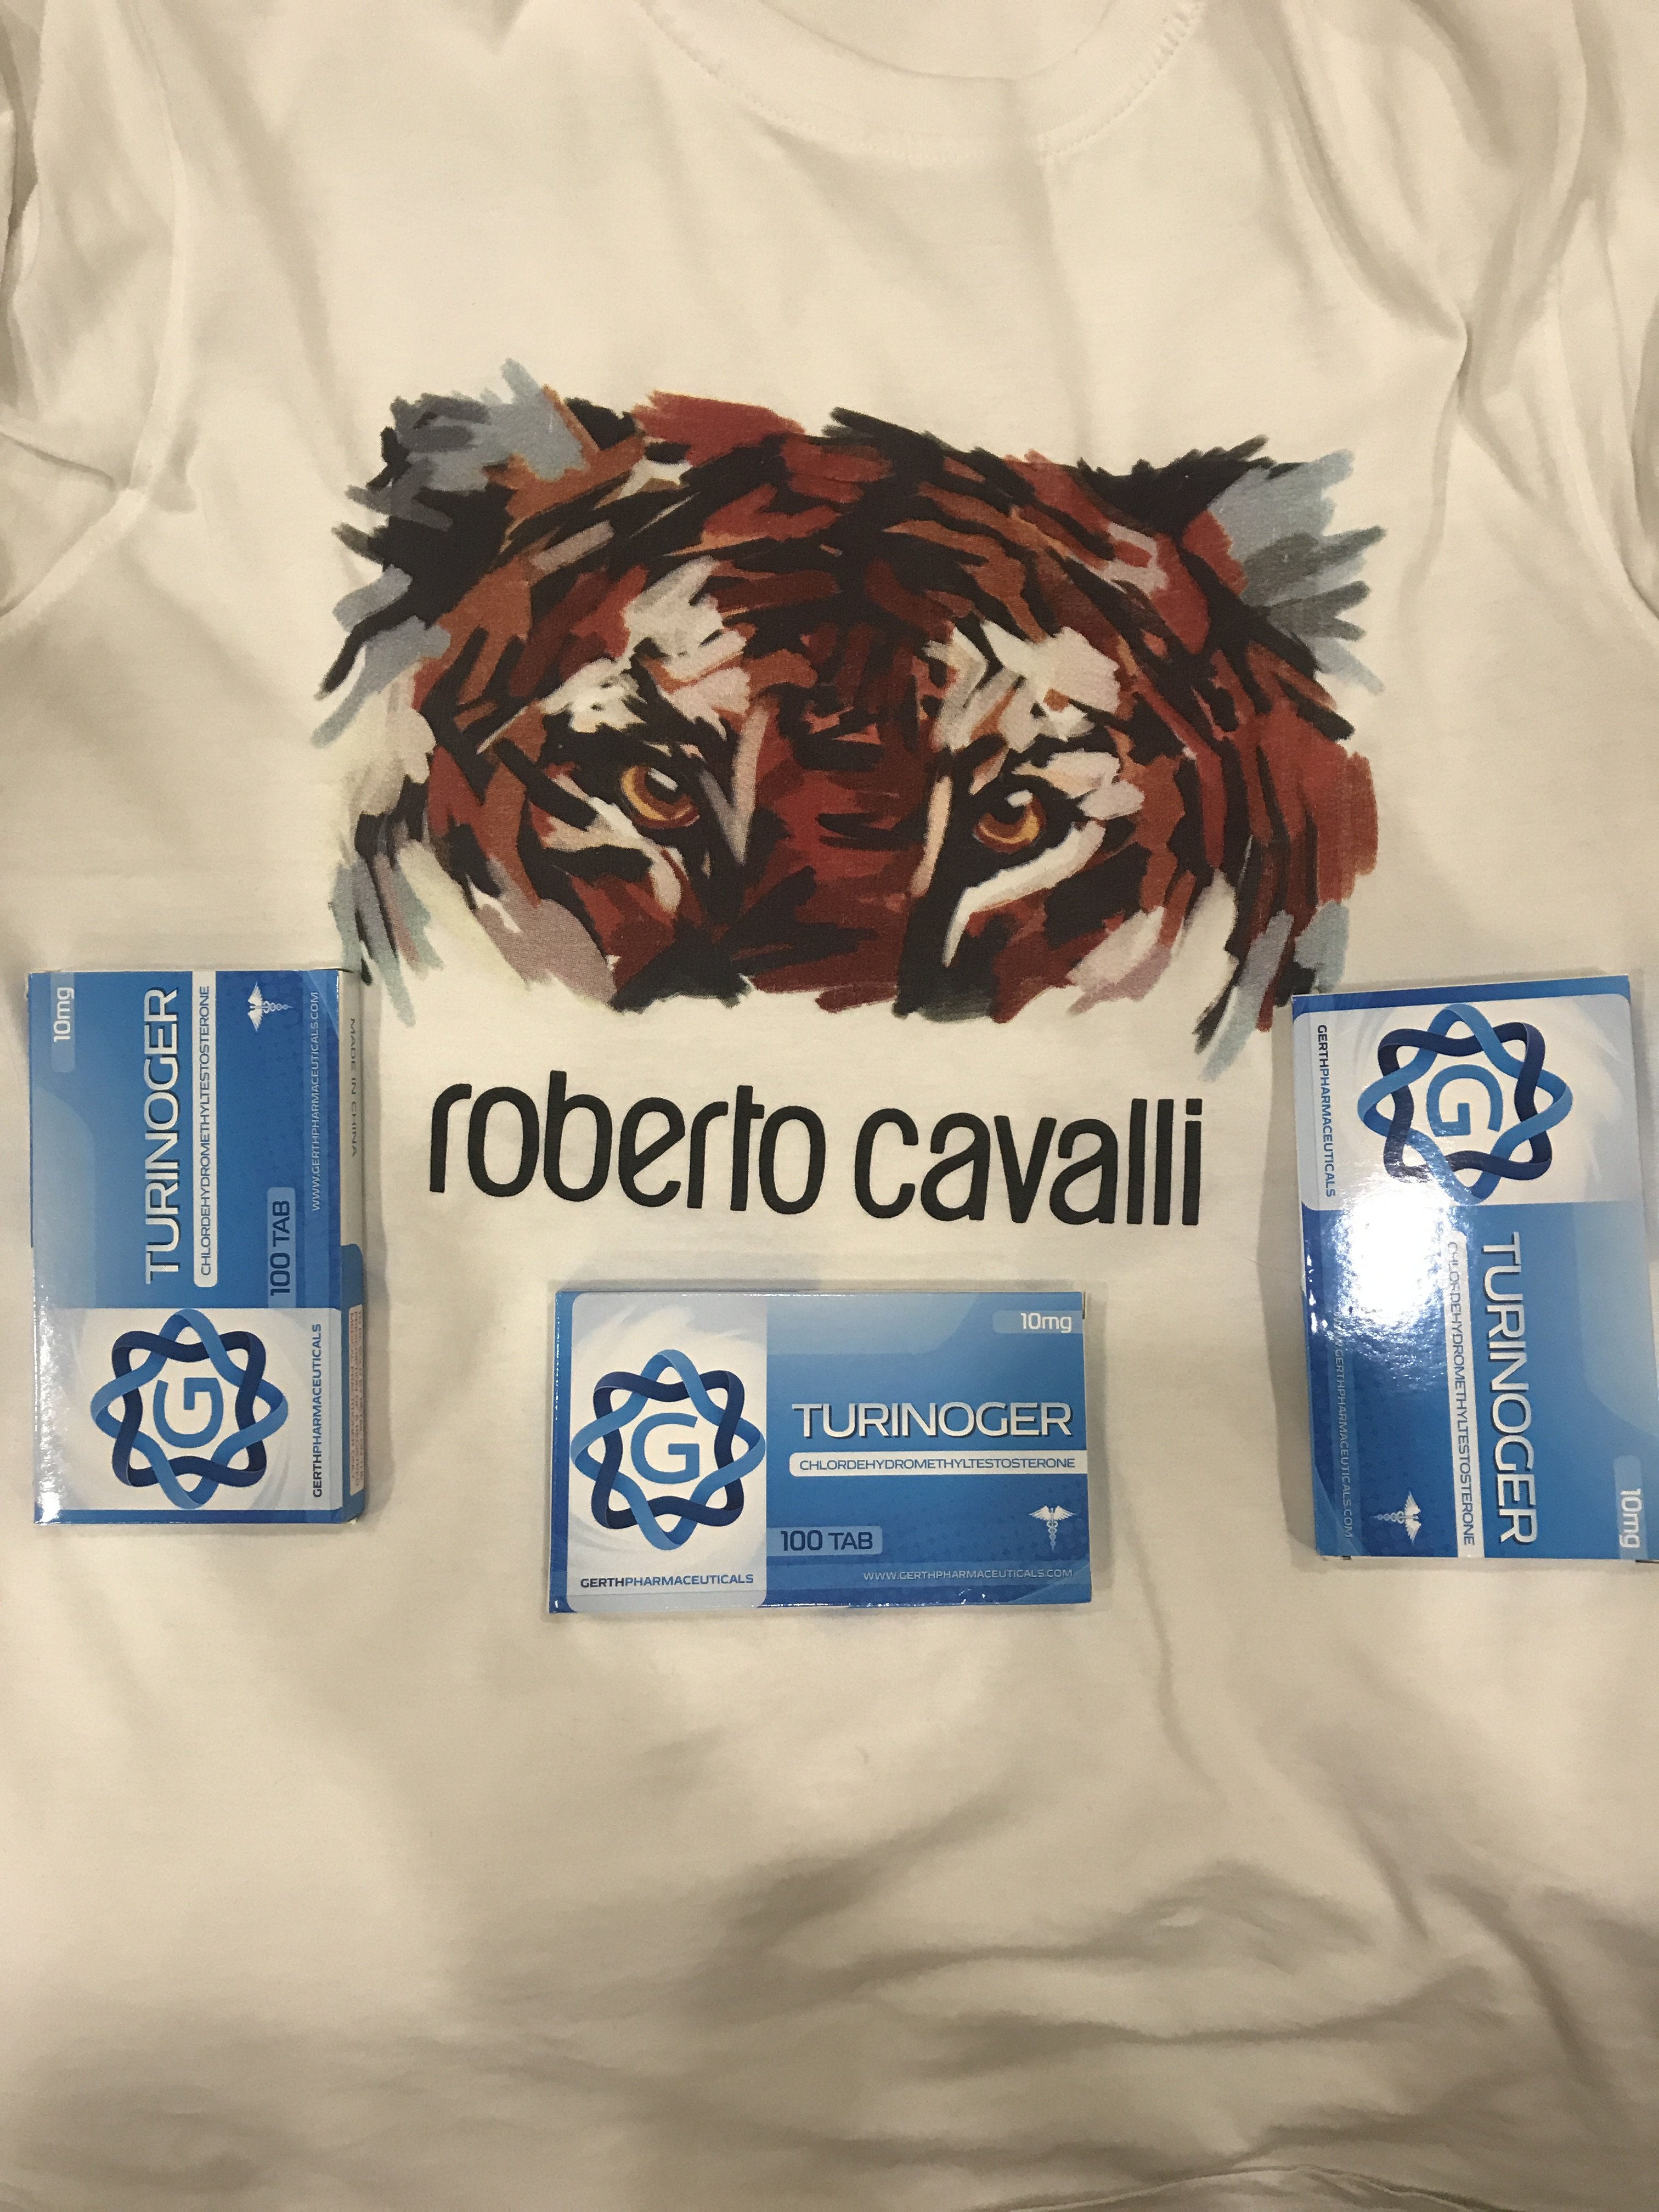 roberto cavalli
10mg
TURINOGER
CHLORDEHYDROMETHYLTESTOSTERONE
100 TAB
WWW.GERTHPHARMACEUTICALS.COM
GERTHPHARMACEUTICALS
G
MADE IN CHINA
G
10mg
TURINOGER
CHLORDEHYDROMETHYLTESTOSTERONE
100 TAB
GERTHPHARMACEUTICALS
WWW.GERTHPHARMACEUTICALS.COM
G
GERTHPHARMACEUTICALS
TURINOGER
CHLORDEHYDROMETHYLTESTOSTERONE
GERTHPHARMACEUTICALS.COM
10mg